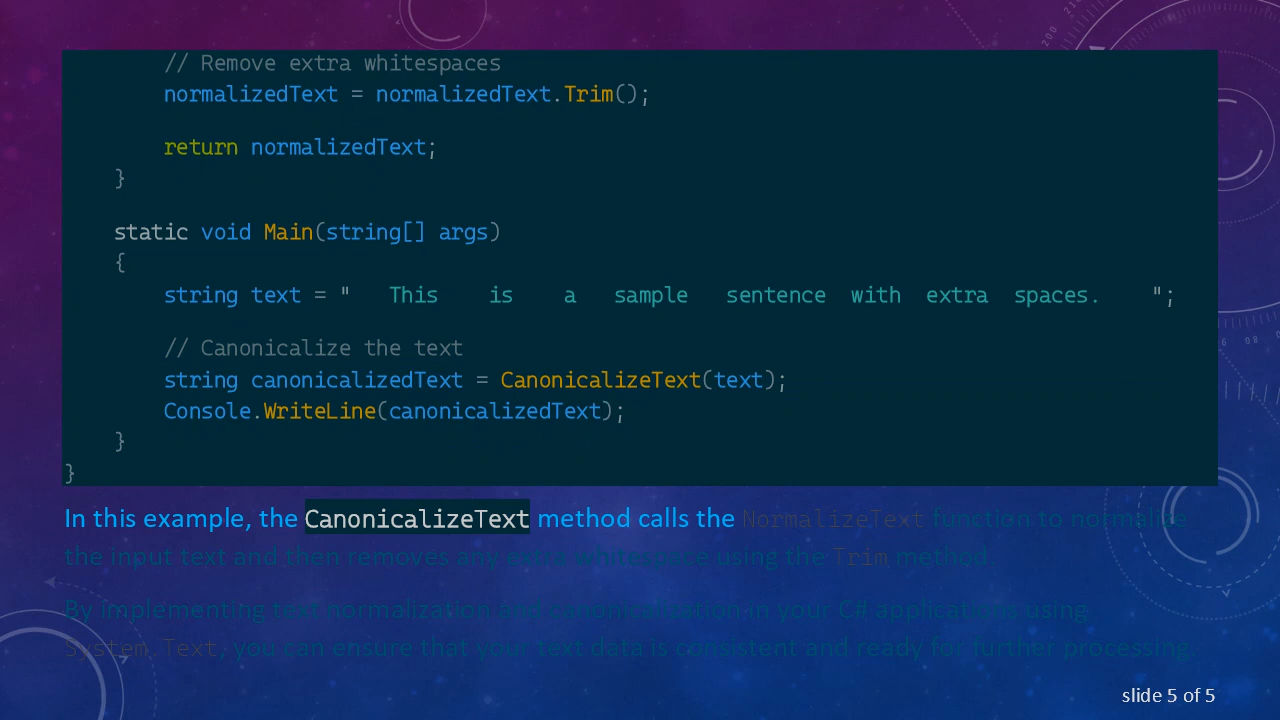 // Remove extra whitespaces
normalizedText = normalizedText.Trim();
return normalizedText;
}
static void Main(string[] args)
{
string text = "   This    is    a   sample   sentence  with  extra  spaces.    ";
// Canonicalize the text
string canonicalizedText = CanonicalizeText(text);
Console.WriteLine(canonicalizedText);
}
}
In this example, the CanonicalizeText method calls the NormalizeText function to normalize
the input text and then removes any extra whitespace using the Trim method.
By implementing text normalization and canonicalization in your C# applications using
System.Text, you can ensure that your text data is consistent and ready for further processing.
slide 5 of 5
200
210
80